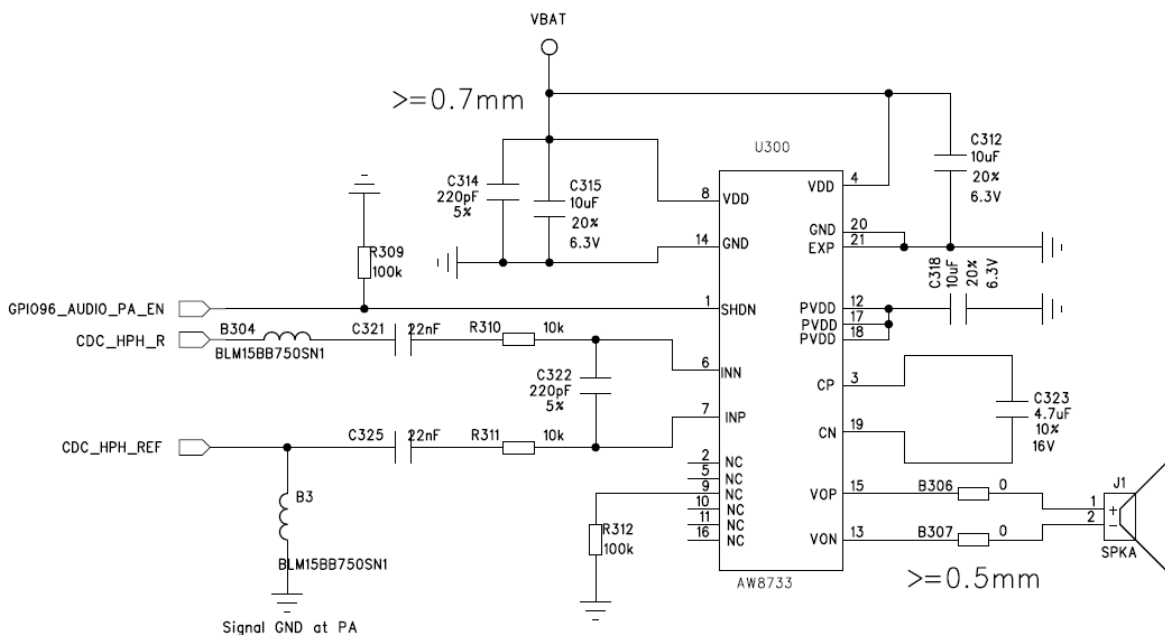 VBAT
>=0.7mm
U300
C312
10uF
20%
6.3V
C314
220pF
5%
C315
10uF
20%
6.3V
8
VDD
VDD
4
14
GND
GND
20
EXP
21
R309
100k
C318
10uF
20%
6.3V
GPIO96_AUDIO_PA_EN
1
SHDN
PVDD
12
PVDD
17
PVDD
18
CDC_HPH_R
B304
BLM15BB750SN1
C321
22nF
R310
10k
6
INN
C322
220pF
5%
CP
3
C323
4.7uF
10%
16V
7
INP
CN
19
CDC_HPH_REF
C325
22nF
R311
10k
2
NC
5
NC
9
NC
10
NC
11
NC
16
NC
VOP
15
B306
0
J1
1
+
2
-
SPKA
VON
13
B307
0
B3
BLM15BB750SN1
R312
100k
AW8733
>=0.5mm
Signal GND at PA